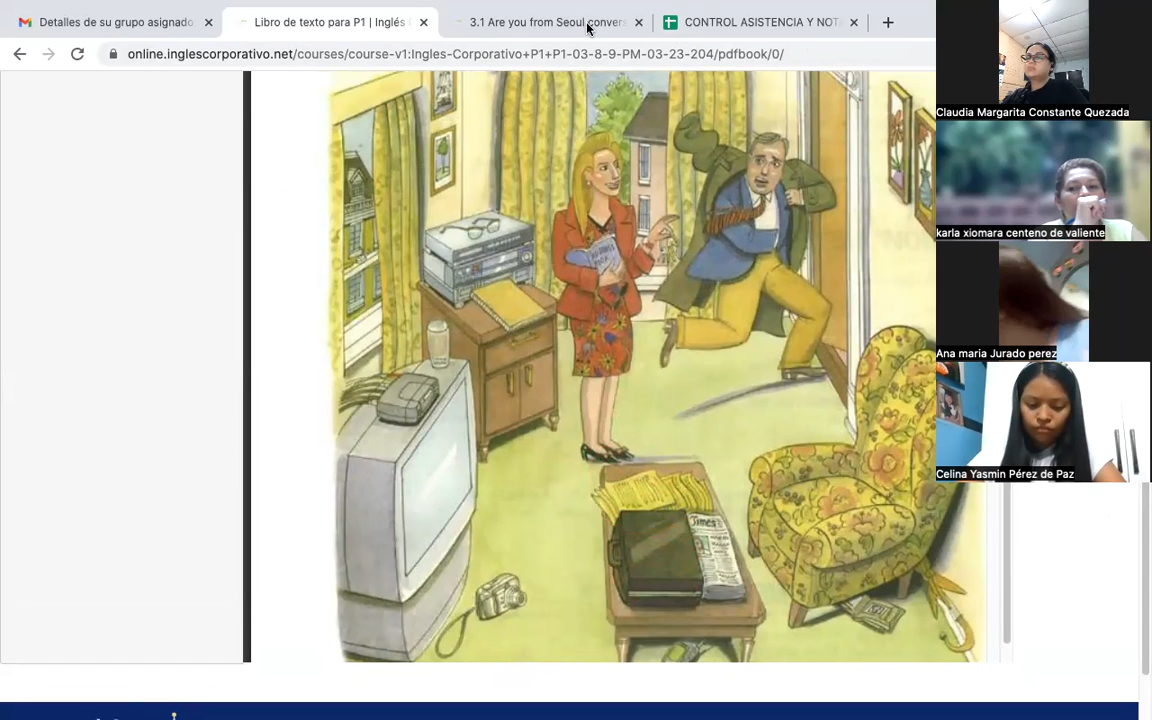 Detalles de su grupo asignado
Libro de texto para P1 | Inglés
3.1 Are you from Seoul convers
CONTROL ASISTENCIA Y NOT
online.inglescorporativo.net/courses/course-v1:Ingles-Corporativo+P1+P1-03-8-9-PM-03-23-204/pdfbook/0/
Claudia Margarita Constante Quezada
karla xiomara centeno de valiente
Ana maria Jurado perez
Celina Yasmin Pérez de Paz
Times